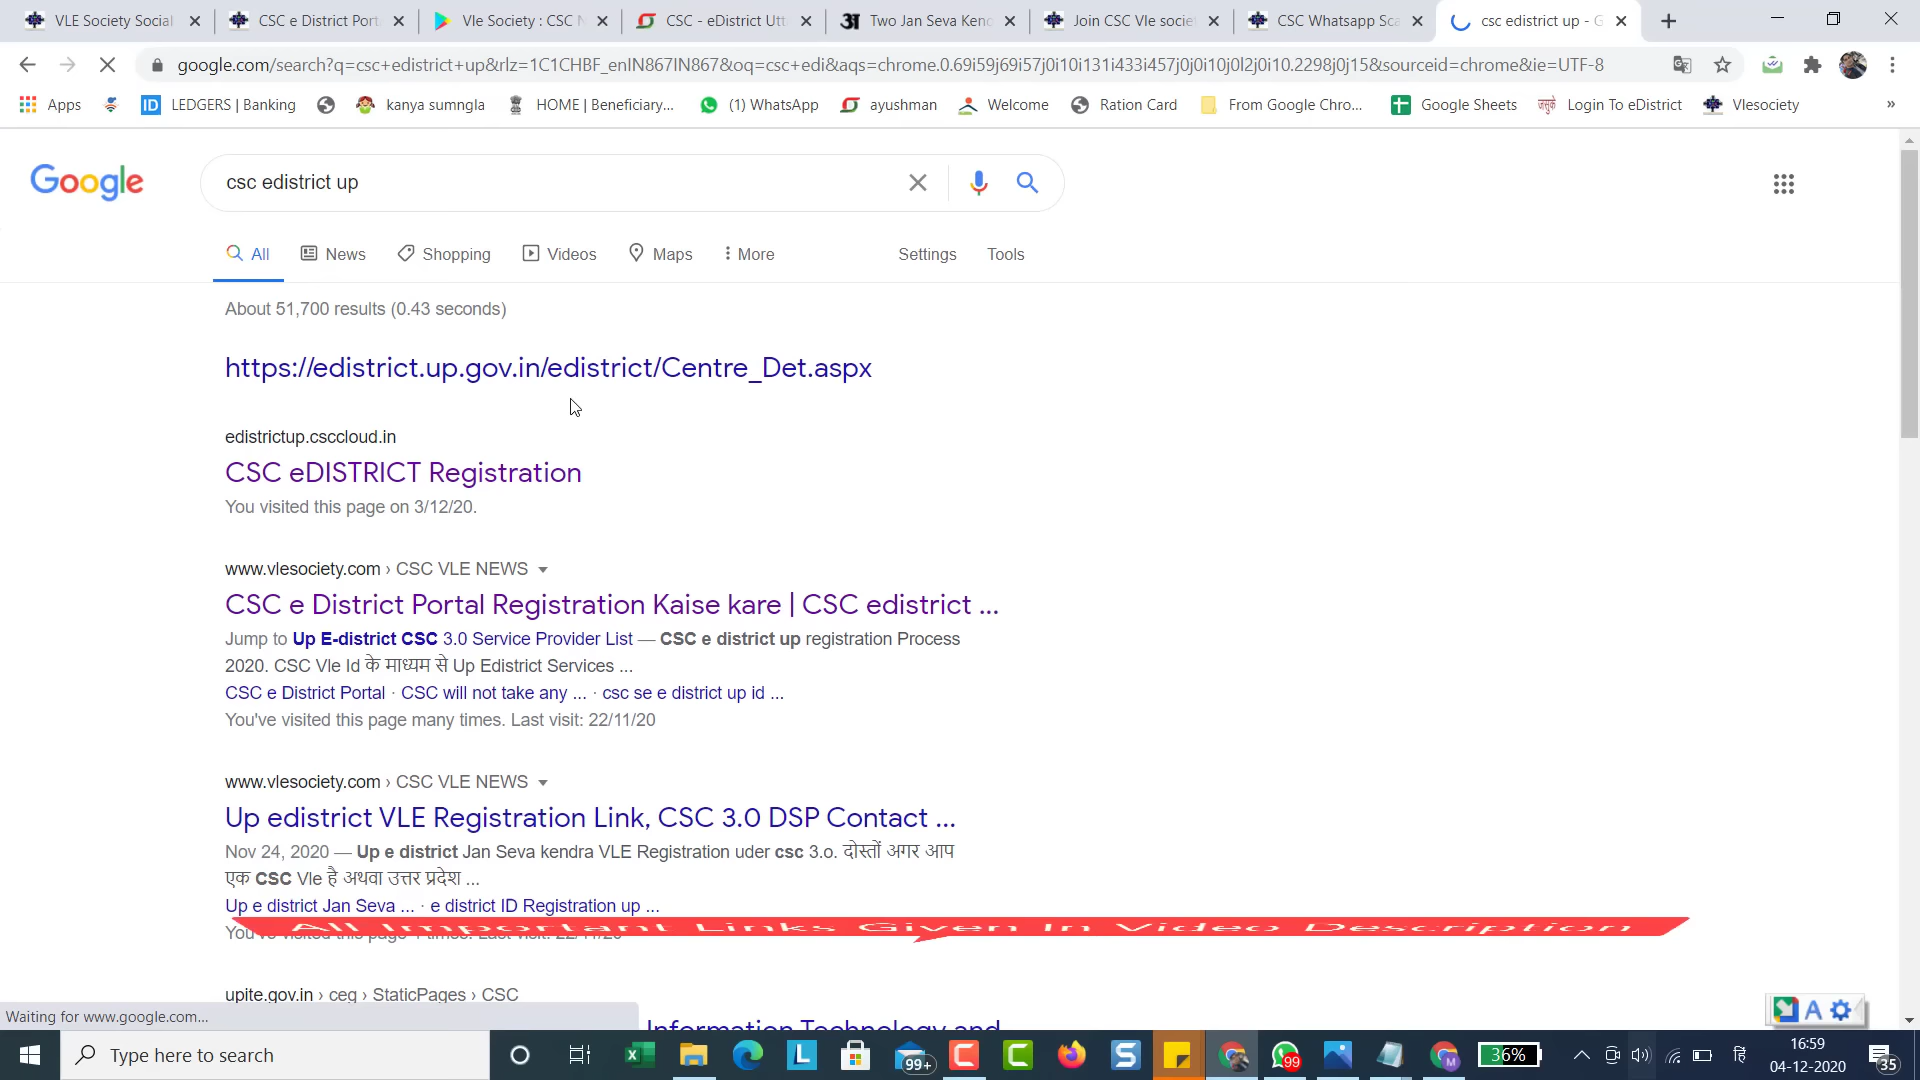 VLE Society Social
CSC e District Port
Vle Society : CSC N
CSC - eDistrict Utt
Two Jan Seva Kend
Join CSC Vle societ
CSC Whatsapp Sca
csc edistrict up - G
google.com/search?q=csc+edistrict+up&rlz=1C1CHBF_enIN867IN867&oq=csc+edi&aqs=chrome.0.69i59j69i57j0i10i131i433i457j0j0i10j0l2j0i10.2298j0j15&sourceid=chrome&ie=UTF-8
Apps
LEDGERS | Banking
kanya sumngla
HOME | Beneficiary...
(1) WhatsApp
ayushman
Welcome
Ration Card
From Google Chro...
Google Sheets
Login To eDistrict
Vlesociety
»
Google
csc edistrict up
All News Shopping Videos Maps More Settings Tools
About 51,700 results (0.43 seconds)
https://edistrict.up.gov.in/edistrict/Centre_Det.aspx
edistrictup.csccloud.in
CSC eDISTRICT Registration
You visited this page on 3/12/20.
www.vlesociety.com › CSC VLE NEWS
CSC e District Portal Registration Kaise kare | CSC edistrict ...
Jump to Up E-district CSC 3.0 Service Provider List — CSC e district up registration Process
2020. CSC Vle Id के माध्यम से Up Edistrict Services ...
CSC e District Portal · CSC will not take any ... · csc se e district up id ...
You've visited this page many times. Last visit: 22/11/20
www.vlesociety.com › CSC VLE NEWS
Up edistrict VLE Registration Link, CSC 3.0 DSP Contact ...
Nov 24, 2020 — Up e district Jan Seva kendra VLE Registration uder csc 3.o. दोस्तों अगर आप
एक CSC Vle है अथवा उत्तर प्रदेश ...
Up e district Jan Seva ... · e district ID Registration up ...
All Important Links Given In Video Description
upite.gov.in › ceg › StaticPages › CSC
Information Technology and
Waiting for www.google.com...
A
Type here to search
99+
99
36%
हि
16:59
04-12-2020
35